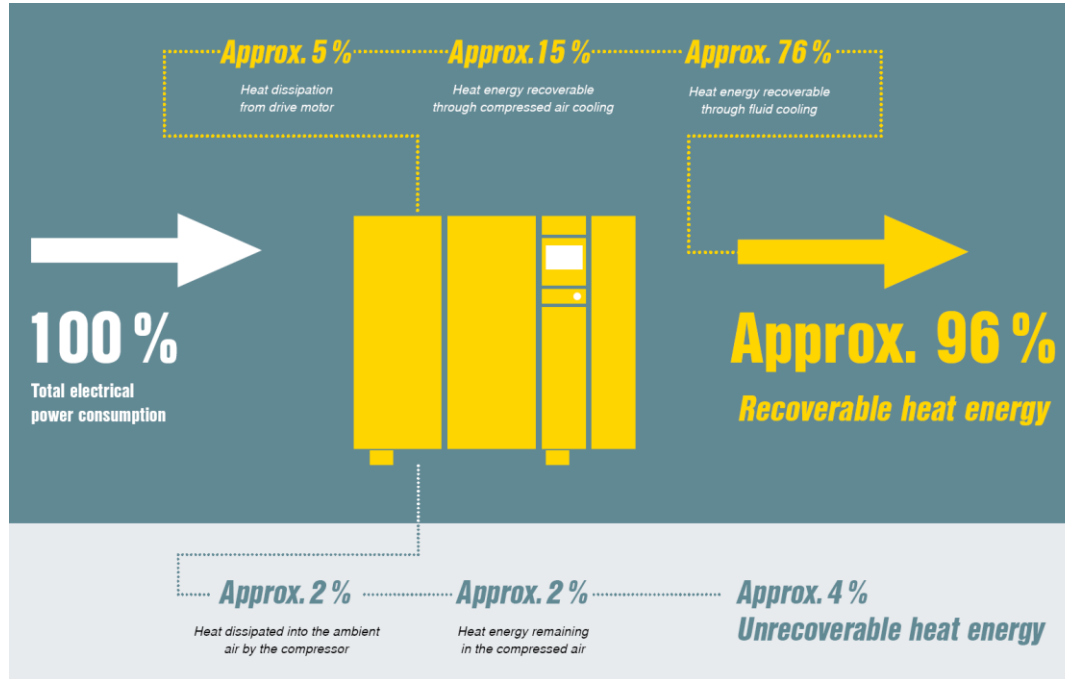 Approx. 5 %
Approx. 15 %
Approx. 76 %
Heat dissipation
from drive motor
Heat energy recoverable
through compressed air cooling
Heat energy recoverable
through fluid cooling
100 %
Total electrical
power consumption
Approx. 96 %
Recoverable heat energy
Approx. 2 %
Heat dissipated into the ambient
air by the compressor
Approx. 2 %
Heat energy remaining
in the compressed air
Approx. 4 %
Unrecoverable heat energy